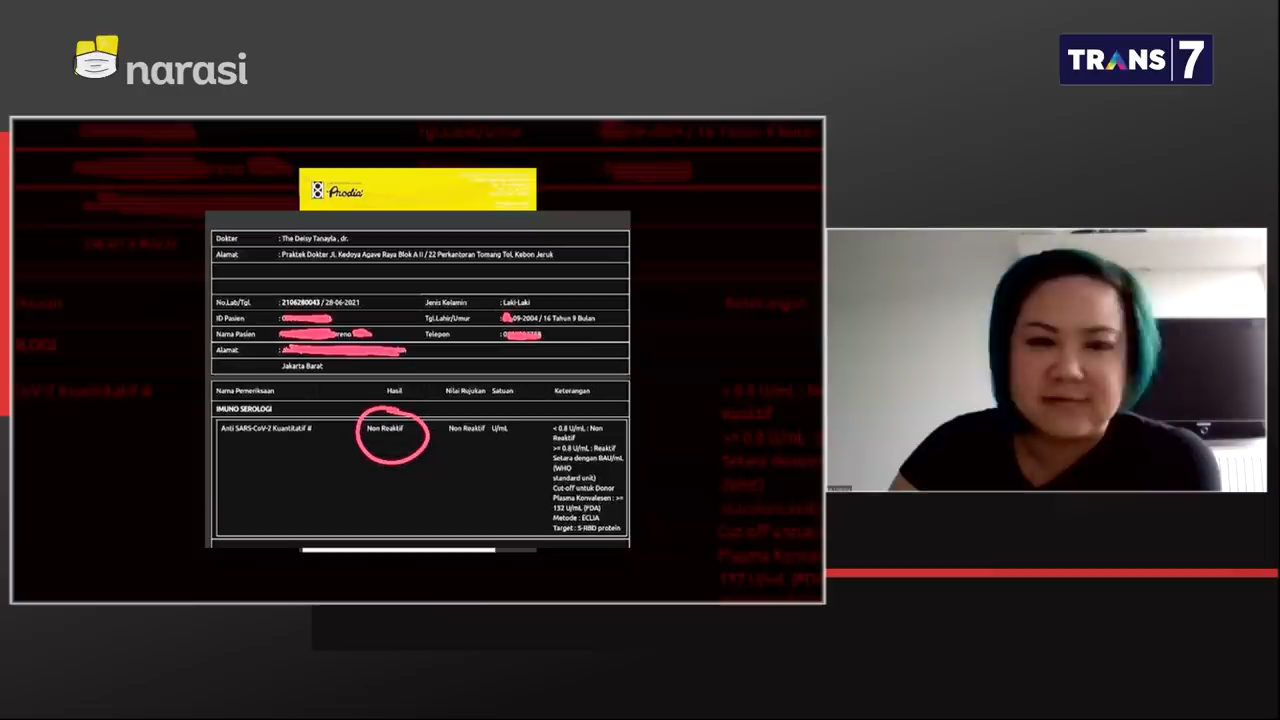 narasi
TRANS 7
Tgl.Lahir/Umur
Prodia
Dokter : The Deisy Tanayla , dr.
Alamat : Praktek Dokter Jl. Kedoya Agave Raya Blok A II / 22 Perkantoran Tomang Tol, Kebon Jeruk
No.Lab/Tgl. : 2106280043 / 28-06-2021 Jenis Kelamin : Laki-Laki
ID Pasien : Tgl.Lahir/Umur : -09-2004 / 16 Tahun 9 Bulan
Nama Pasien : Telepon :
Alamat :
Jakarta Barat
Nama Pemeriksaan Hasil Nilai Rujukan Satuan Keterangan
IMUNO SEROLOGI
Anti SARS-CoV-2 Kuantitatif # Non Reaktif Non Reaktif U/mL < 0.8 U/mL : Non
Reaktif
>= 0.8 U/mL : Reaktif
Setara dengan BAU/mL
(WHO
standard unit)
Cut-off untuk Donor
Plasma Konvalesen : >=
132 U/mL (FDA)
Metode : ECLIA
Target : S-RBD protein